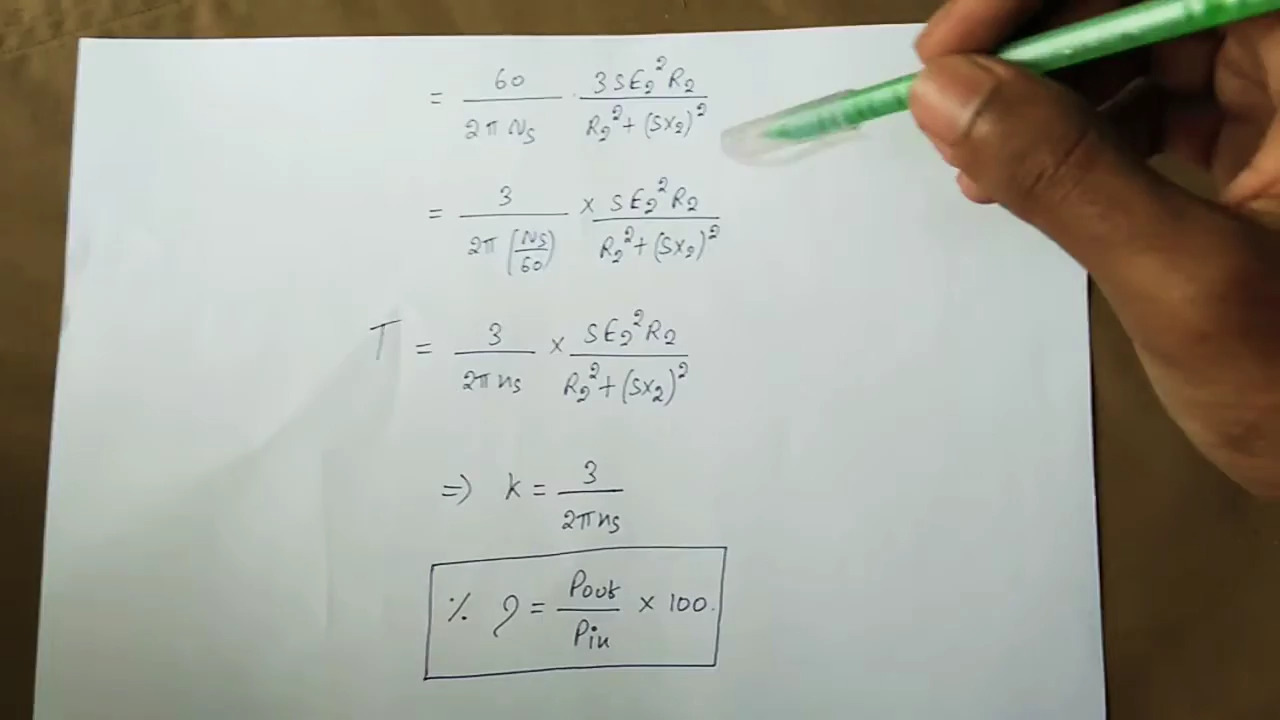 = 60 / 2π Ns · 3SE₂²R₂ / R₂² + (SX₂)²
= 3 / 2π (Ns/60) × SE₂²R₂ / R₂² + (SX₂)²
T = 3 / 2π ns × SE₂²R₂ / R₂² + (SX₂)²
=> k = 3 / 2π ns
% η = Pout / Pin × 100.